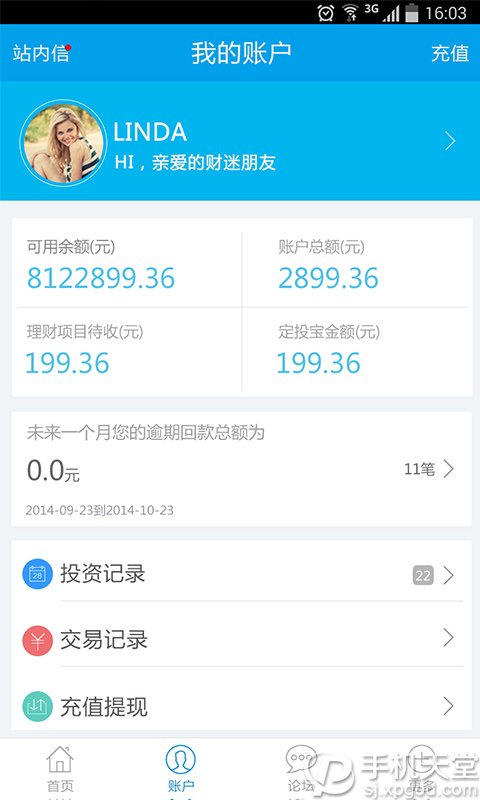 3G 16:03
站内信 我的账户 充值
LINDA
HI，亲爱的财迷朋友
可用余额(元) 账户总额(元)
8122899.36 2899.36
理财项目待收(元) 定投宝金额(元)
199.36 199.36
未来一个月您的逾期回款总额为
0.0元 11笔
2014-09-23到2014-10-23
28 投资记录 22
交易记录
充值提现
首页 账户 论坛 更多
手机天堂
sj.xpgod.com